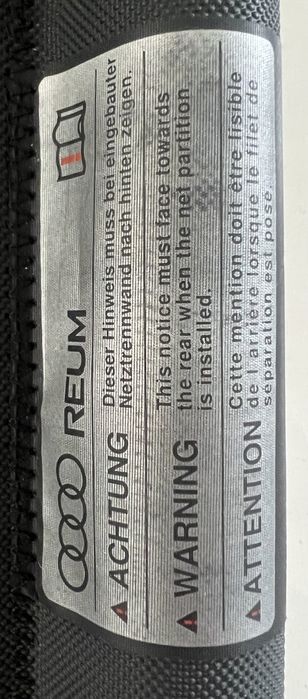 REUM
ACHTUNG
Dieser Hinweis muss bei eingebauter
Netztrennwand nach hinten zeigen.
WARNING
This notice must face towards
the rear when the net partition
is installed.
ATTENTION
Cette mention doit être lisible
de l'arrière lorsque le filet de
séparation est posé.